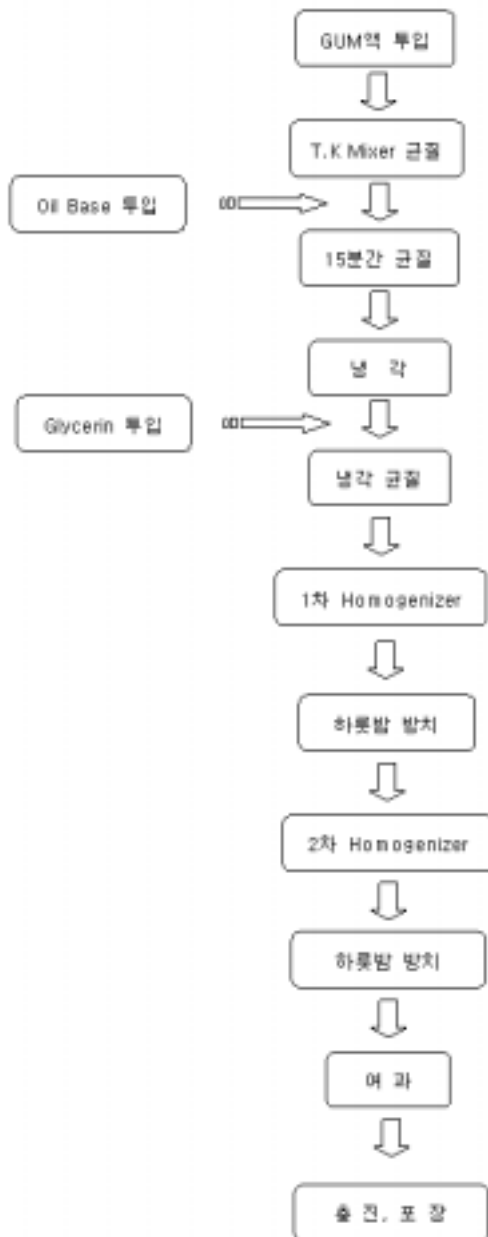 GUM액 투입
T.K Mixer 균질
Oil Base 투입
15분간 균질
냉 각
Glycerin 투입
냉각 균질
1차 Homogenizer
하룻밤 방치
2차 Homogenizer
하룻밤 방치
여 과
충 진, 포 장